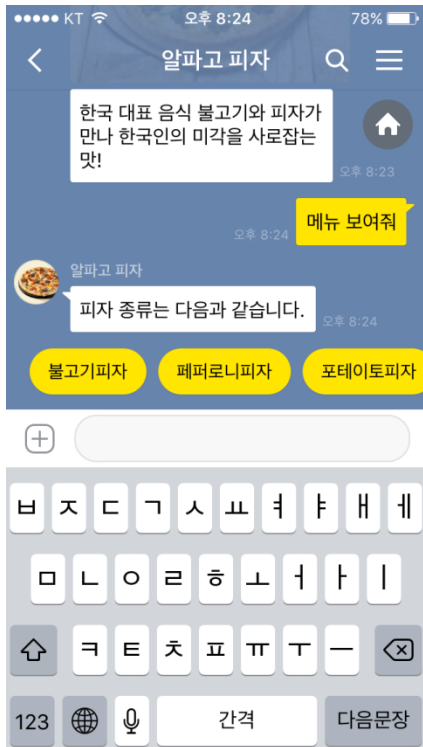 KT 오후 8:24 78%
알파고 피자
한국 대표 음식 불고기와 피자가
만나 한국인의 미각을 사로잡는
맛!
오후 8:23
메뉴 보여줘
오후 8:24
알파고 피자
피자 종류는 다음과 같습니다.
오후 8:24
불고기피자 페퍼로니피자 포테이토피자
ㅂ ㅈ ㄷ ㄱ ㅅ ㅛ ㅕ ㅑ ㅐ ㅔ
ㅁ ㄴ ㅇ ㄹ ㅎ ㅗ ㅓ ㅏ ㅣ
ㅋ ㅌ ㅊ ㅍ ㅠ ㅜ ㅡ
123 간격 다음문장